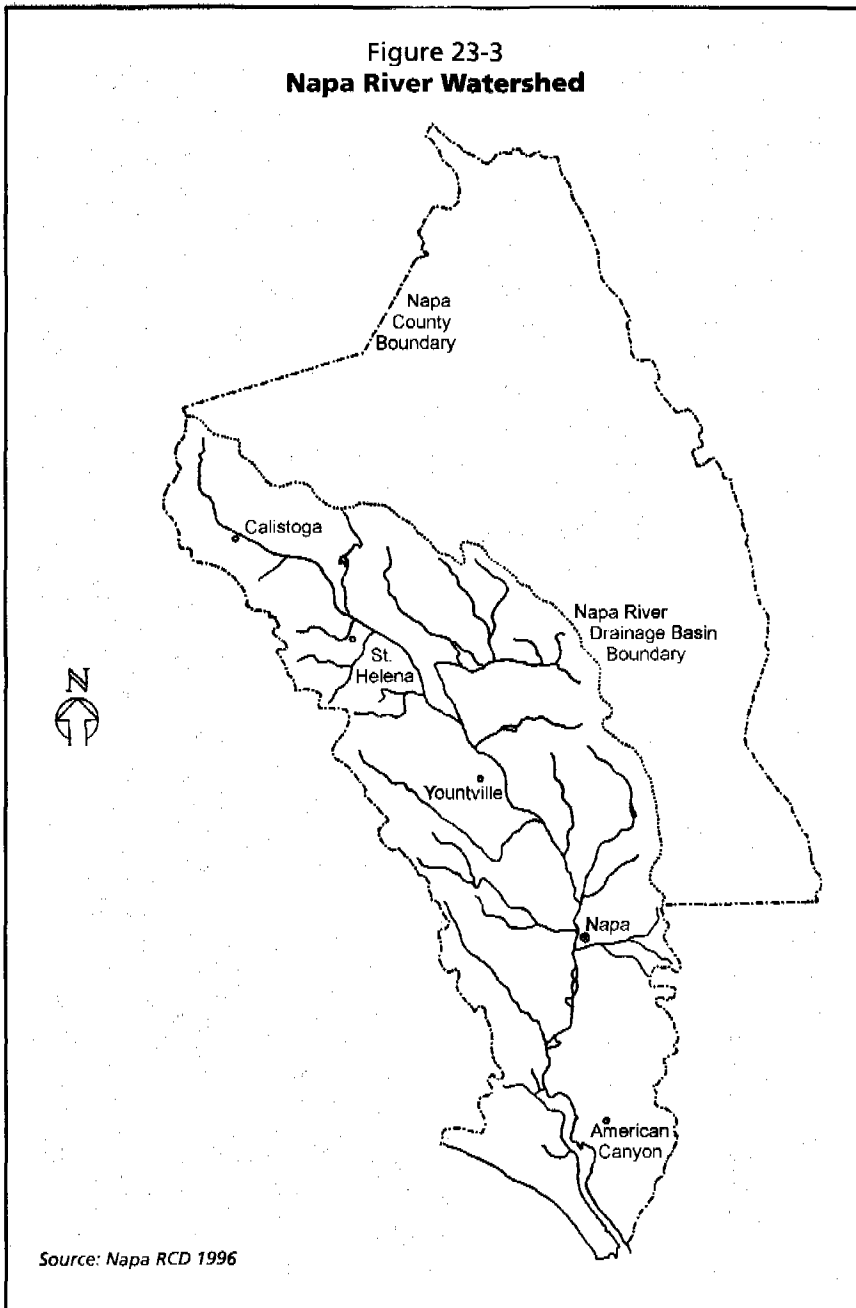 Figure 23-3
Napa River Watershed
Napa
County
Boundary
Calistoga
Napa River
Drainage Basin
Boundary
St.
Helena
N
Yountville
Napa
American
Canyon
Source: Napa RCD 1996